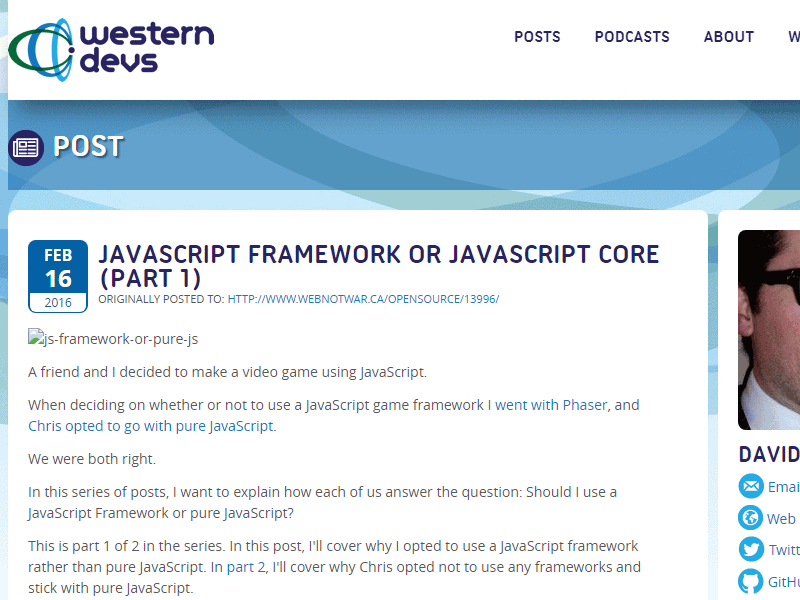 western
devs
POSTS PODCASTS ABOUT W
POST
FEB
16
2016
JAVASCRIPT FRAMEWORK OR JAVASCRIPT CORE
(PART 1)
ORIGINALLY POSTED TO: HTTP://WWW.WEBNOTWAR.CA/OPENSOURCE/13996/
js-framework-or-pure-js
A friend and I decided to make a video game using JavaScript.
When deciding on whether or not to use a JavaScript game framework I went with Phaser, and
Chris opted to go with pure JavaScript.
We were both right.
In this series of posts, I want to explain how each of us answer the question: Should I use a
JavaScript Framework or pure JavaScript?
This is part 1 of 2 in the series. In this post, I'll cover why I opted to use a JavaScript framework
rather than pure JavaScript. In part 2, I'll cover why Chris opted not to use any frameworks and
stick with pure JavaScript.
DAVID
Emai
Web
Twitt
GitHu